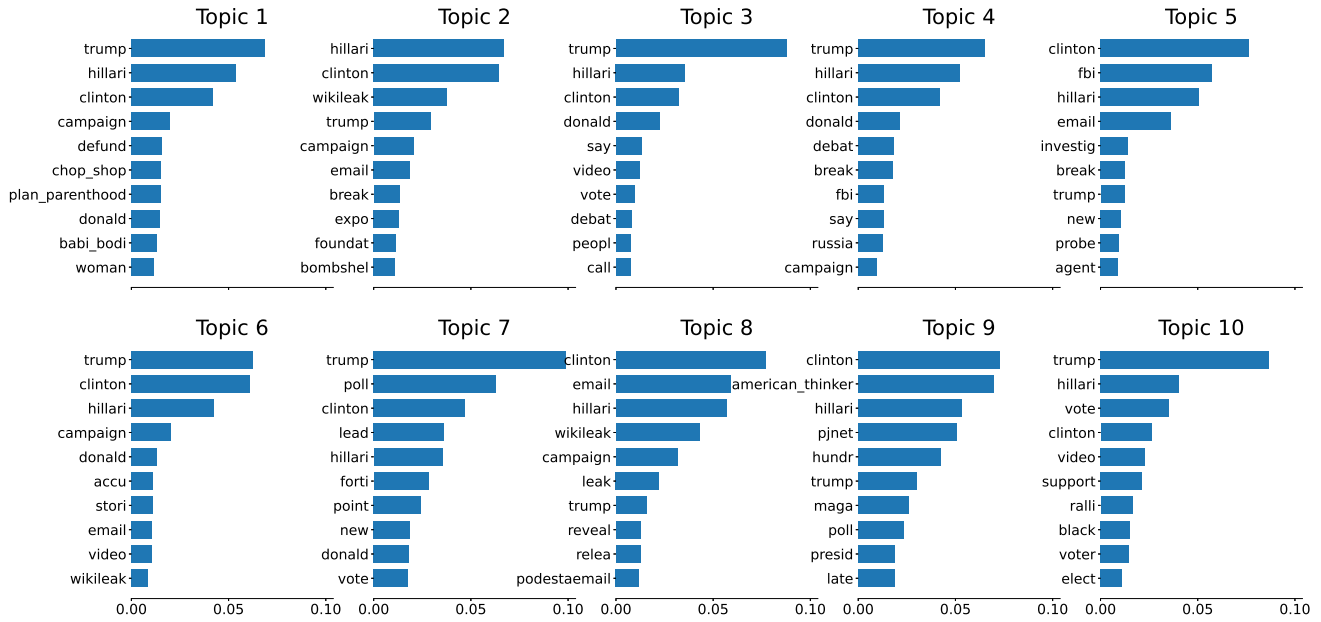 Topic 1
trump
hillari
clinton
campaign
defund
chop_shop
plan_parenthood
donald
babi_bodi
woman
Topic 2
hillari
clinton
wikileak
trump
campaign
email
break
expo
foundat
bombshel
Topic 3
trump
hillari
clinton
donald
say
video
vote
debat
peopl
call
Topic 4
trump
hillari
clinton
donald
debat
break
fbi
say
russia
campaign
Topic 5
clinton
fbi
hillari
email
investig
break
trump
new
probe
agent
Topic 6
trump
clinton
hillari
campaign
donald
accu
stori
email
video
wikileak
0.00 0.05 0.10
Topic 7
trump
poll
clinton
lead
hillari
forti
point
new
donald
vote
0.00 0.05 0.10
Topic 8
clinton
email
hillari
wikileak
campaign
leak
trump
reveal
relea
podestaemail
0.00 0.05 0.10
Topic 9
clinton
american_thinker
hillari
pjnet
hundr
trump
maga
poll
presid
late
0.00 0.05 0.10
Topic 10
trump
hillari
vote
clinton
video
support
ralli
black
voter
elect
0.00 0.05 0.10